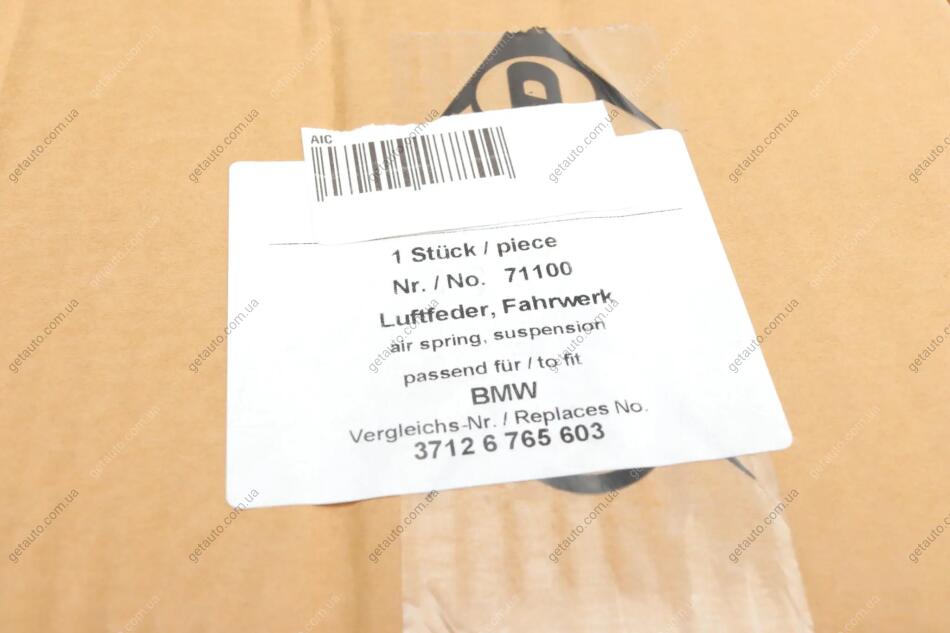 AIC
1 Stück / piece
Nr. / No. 71100
Luftfeder, Fahrwerk
air spring, suspension
passend für / to fit
BMW
Vergleichs-Nr. / Replaces No.
3712 6 765 603
getauto.com.ua